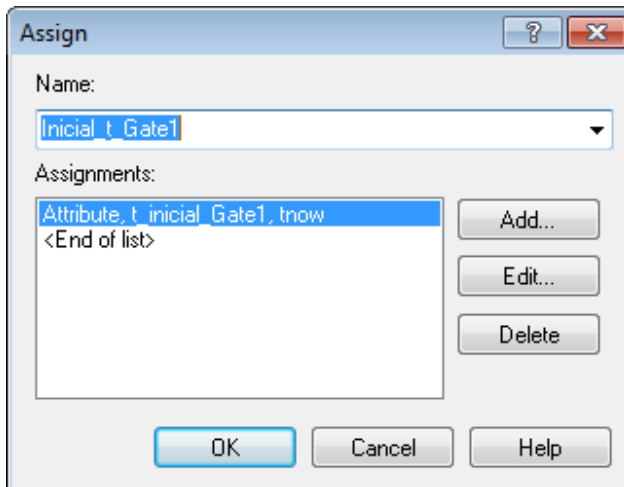 Assign
?
Name:
Inicial_t_Gate1
Assignments:
Attribute, t_inicial_Gate1, tnow
<End of list>
Add...
Edit...
Delete
OK
Cancel
Help